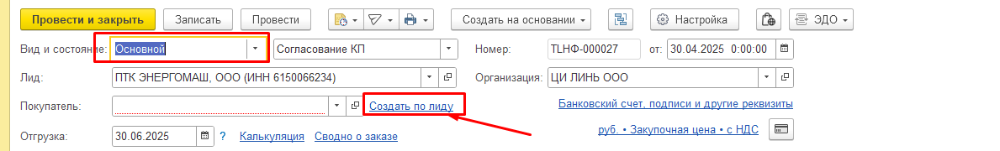 Провести и закрыть Записать Провести Создать на основании Настройка ЭДО
Вид и состояние: Основной Согласование КП Номер: TLНФ-000027 от: 30.04.2025 0:00:00
Лид: ПТК ЭНЕРГОМАШ, ООО (ИНН 6150066234) Организация: ЦИ ЛИНЬ ООО
Покупатель: Создать по лиду Банковский счет, подписи и другие реквизиты
Отгрузка: 30.06.2025 ? Калькуляция Сводно о заказе руб. • Закупочная цена • с НДС